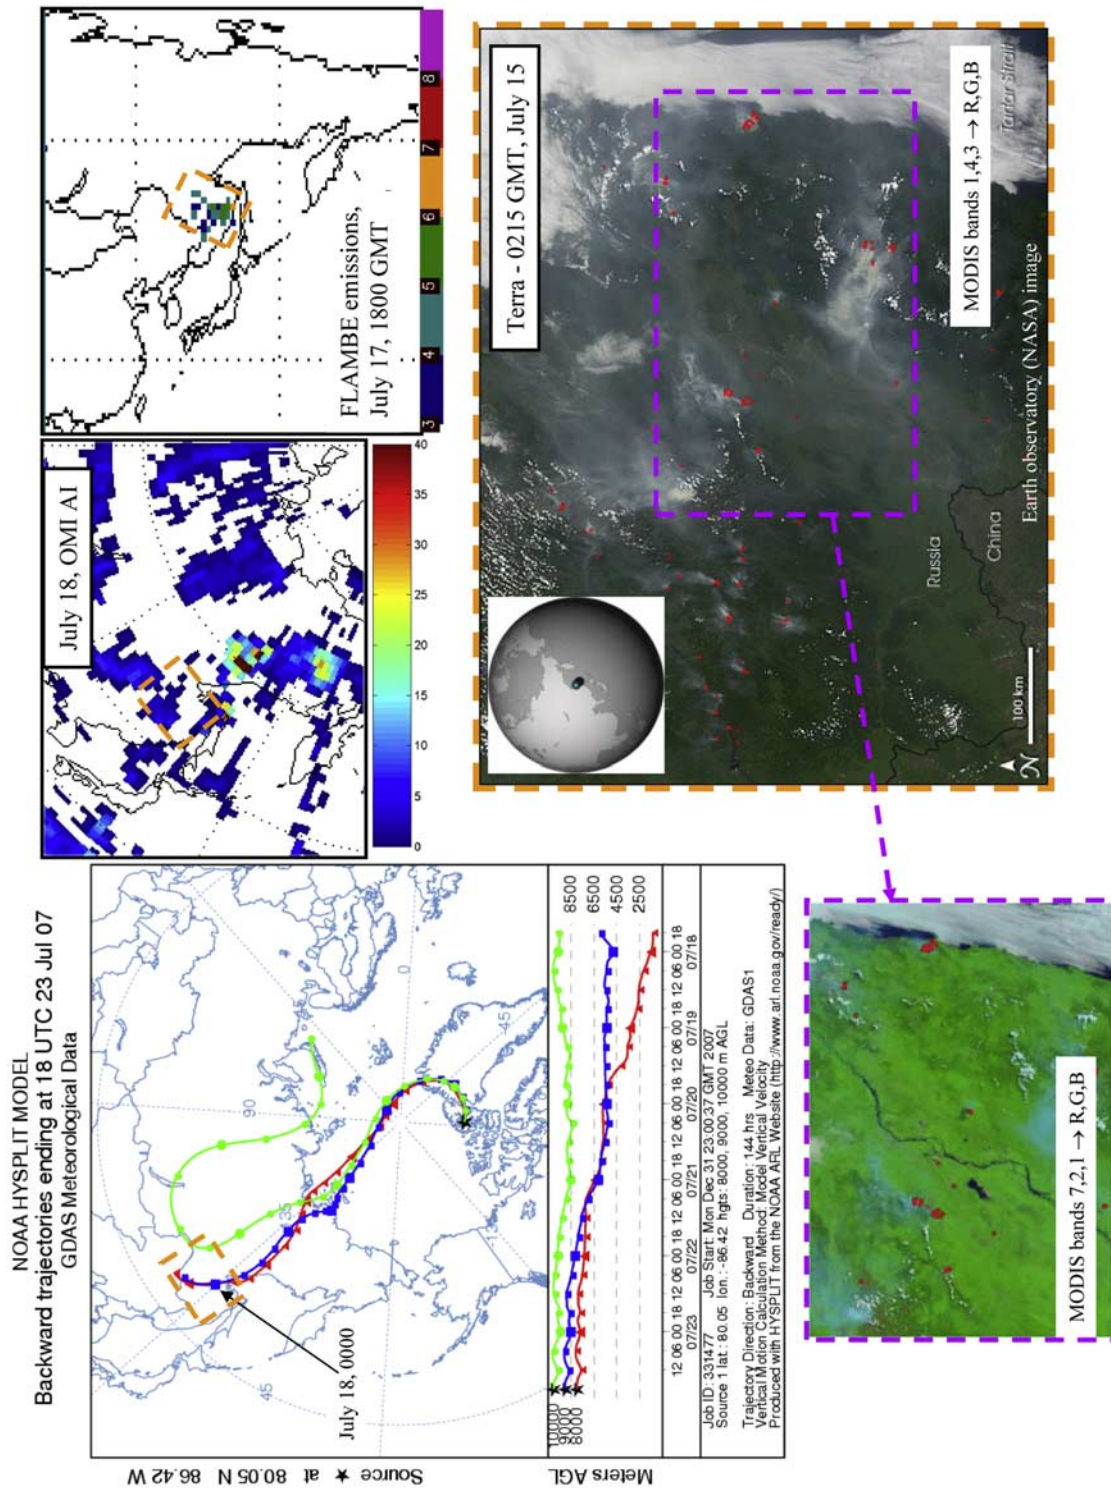 NOAA HYSPLIT MODEL
Backward trajectories ending at 18 UTC 23 Jul 07
GDAS Meteorological Data
Source ★ at 80.05 N 86.42 W
45
90
135
0
-45
July 18, 0000
Meters AGL
10000
9000
8000
8500
6500
4500
2500
12 06 00 18 12 06 00 18 12 06 00 18 12 06 00 18 12 06 00 18 12 06 00 18
07/23 07/22 07/21 07/20 07/19 07/18
Job ID: 331477 Job Start: Mon Dec 31 23:00:37 GMT 2007
Source 1 lat.: 80.05 lon.: -86.42 hgts: 8000, 9000, 10000 m AGL
Trajectory Direction: Backward Duration: 144 hrs Meteo Data: GDAS1
Vertical Motion Calculation Method: Model Vertical Velocity
Produced with HYSPLIT from the NOAA ARL Website (http://www.arl.noaa.gov/ready/)
July 18, OMI AI
0 5 10 15 20 25 30 35 40
FLAMBE emissions,
July 17, 1800 GMT
3 4 5 6 7 8
Terra - 0215 GMT, July 15
Russia
China
Tartar Strait
100 km
N
MODIS bands 1,4,3 → R,G,B
Earth observatory (NASA) image
MODIS bands 7,2,1 → R,G,B